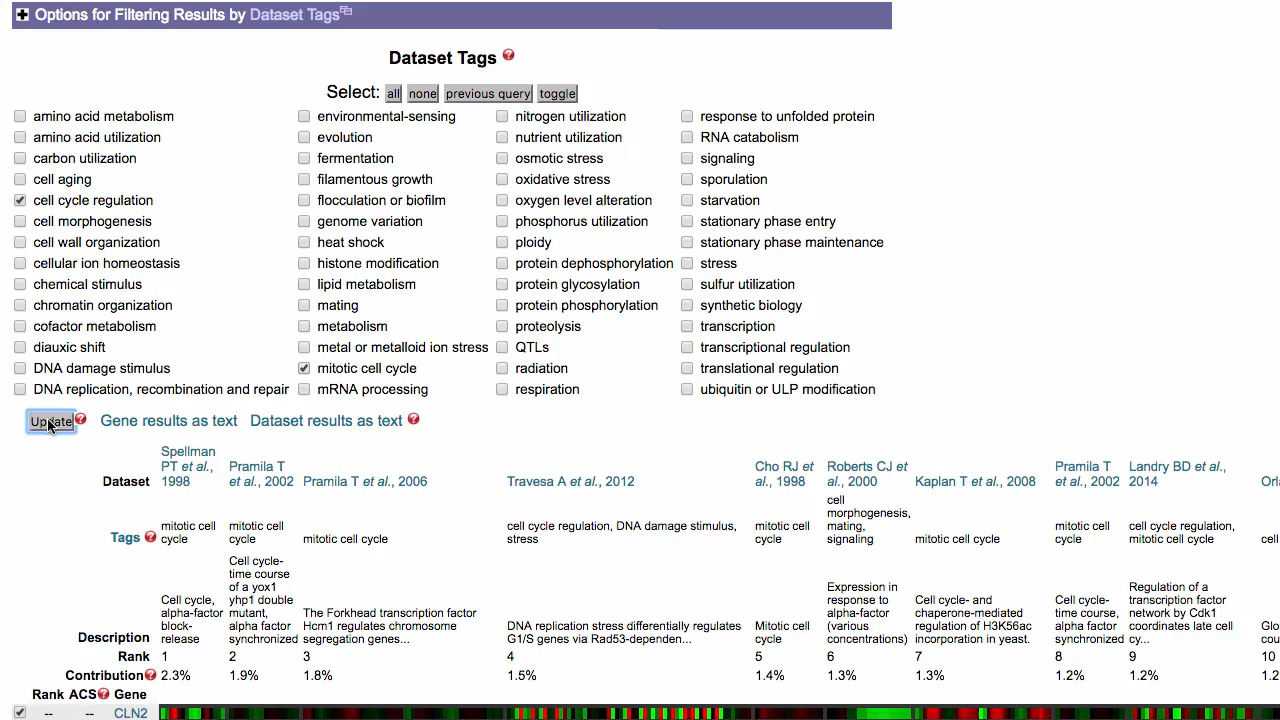 Options for Filtering Results by Dataset Tags
Dataset Tags ?
Select: all none previous query toggle
amino acid metabolism environmental-sensing nitrogen utilization response to unfolded protein
amino acid utilization evolution nutrient utilization RNA catabolism
carbon utilization fermentation osmotic stress signaling
cell aging filamentous growth oxidative stress sporulation
cell cycle regulation flocculation or biofilm oxygen level alteration starvation
cell morphogenesis genome variation phosphorus utilization stationary phase entry
cell wall organization heat shock ploidy stationary phase maintenance
cellular ion homeostasis histone modification protein dephosphorylation stress
chemical stimulus lipid metabolism protein glycosylation sulfur utilization
chromatin organization mating protein phosphorylation synthetic biology
cofactor metabolism metabolism proteolysis transcription
diauxic shift metal or metalloid ion stress QTLs transcriptional regulation
DNA damage stimulus mitotic cell cycle radiation translational regulation
DNA replication, recombination and repair mRNA processing respiration ubiquitin or ULP modification
Update ? Gene results as text Dataset results as text ?
Dataset
Spellman
PT et al.,
1998
Pramila T
et al., 2002
Pramila T et al., 2006
Travesa A et al., 2012
Cho RJ et
al., 1998
Roberts CJ et
al., 2000
Kaplan T et al., 2008
Pramila T
et al., 2002
Landry BD et al.,
2014
Orl
Tags ?
mitotic cell
cycle
mitotic cell
cycle
mitotic cell cycle
cell cycle regulation, DNA damage stimulus,
stress
mitotic cell
cycle
cell
morphogenesis,
mating,
signaling
mitotic cell cycle
mitotic cell
cycle
cell cycle regulation,
mitotic cell cycle
cell
Description
Cell cycle,
alpha-factor
block-
release
Cell cycle-
time course
of a yox1
yhp1 double
mutant,
alpha factor
synchronized
The Forkhead transcription factor
Hcm1 regulates chromosome
segregation genes...
DNA replication stress differentially regulates
G1/S genes via Rad53-dependen...
Mitotic cell
cycle
Expression in
response to
alpha-factor
(various
concentrations)
Cell cycle- and
chaperone-mediated
regulation of H3K56ac
incorporation in yeast.
Cell cycle-
time course,
alpha factor
synchronized
Regulation of a
transcription factor
network by Cdk1
coordinates late cell
cy...
Glo
cou
Rank 1 2 3 4 5 6 7 8 9 10
Contribution ? 2.3% 1.9% 1.8% 1.5% 1.4% 1.3% 1.3% 1.2% 1.2% 1.2
Rank ACS ? Gene
-- -- CLN2